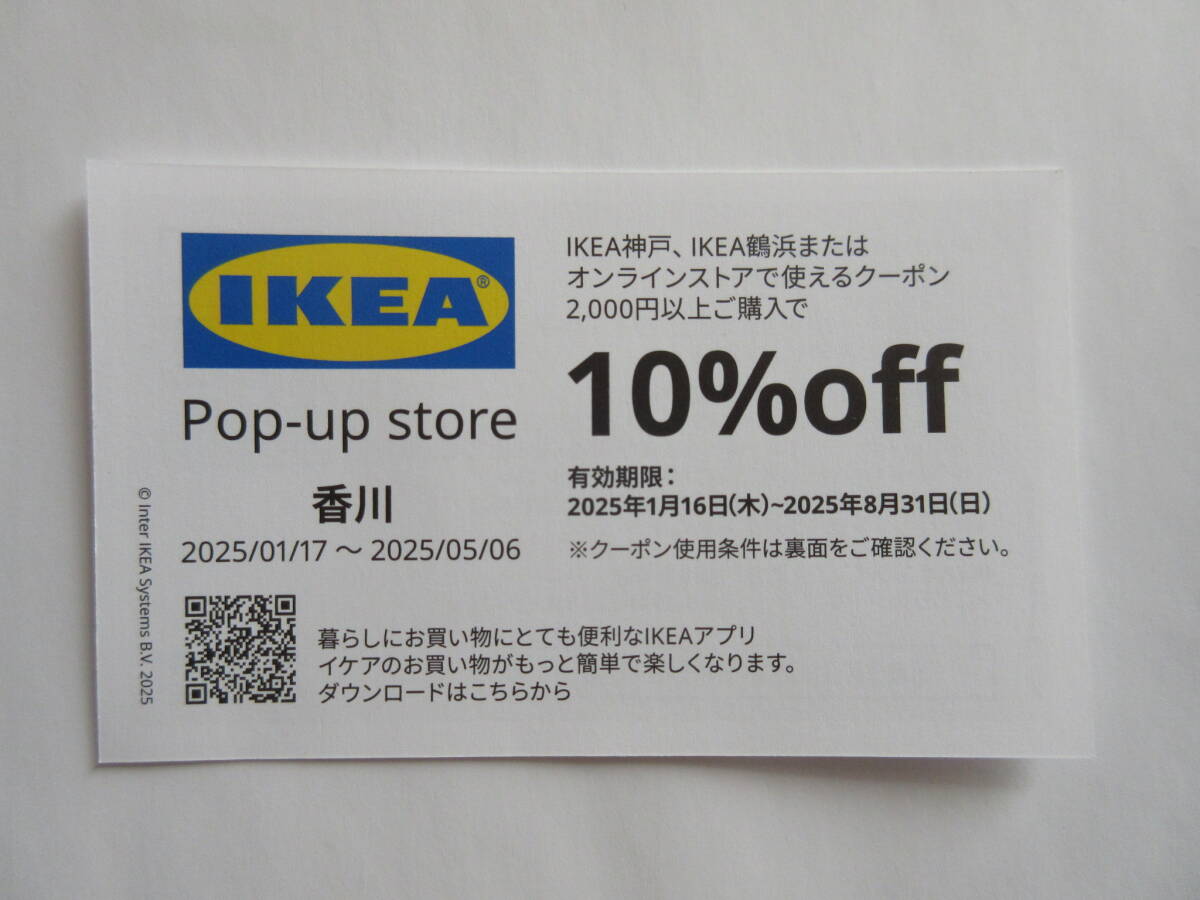 IKEA®
Pop-up store
香川
2025/01/17 ～ 2025/05/06
IKEA神戸、IKEA鶴浜または
オンラインストアで使えるクーポン
2,000円以上ご購入で
10%off
有効期限：
2025年1月16日(木)~2025年8月31日(日)
※クーポン使用条件は裏面をご確認ください。
暮らしにお買い物にとても便利なIKEAアプリ
イケアのお買い物がもっと簡単で楽しくなります。
ダウンロードはこちらから
© Inter IKEA Systems B.V. 2025